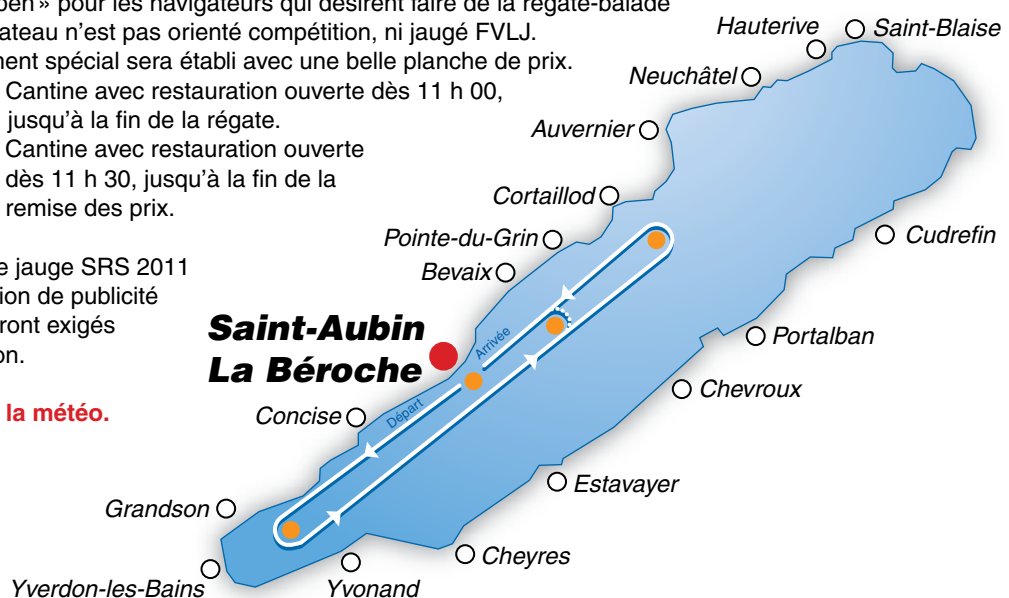 pen » pour les navigateurs qui désirent faire de la régate-balade
ateau n'est pas orienté compétition, ni jaugé FVLJ.
ent spécial sera établi avec une belle planche de prix.
Cantine avec restauration ouverte dès 11 h 00,
jusqu'à la fin de la régate.
Cantine avec restauration ouverte
dès 11 h 30, jusqu'à la fin de la
remise des prix.
e jauge SRS 2011
ion de publicité
ront exigés
on.
la météo.
Hauterive
Saint-Blaise
Neuchâtel
Auvernier
Cortaillod
Pointe-du-Grin
Bevaix
Cudrefin
Saint-Aubin
La Béroche
Arrivée
Départ
Portalban
Chevroux
Concise
Estavayer
Grandson
Cheyres
Yverdon-les-Bains
Yvonand